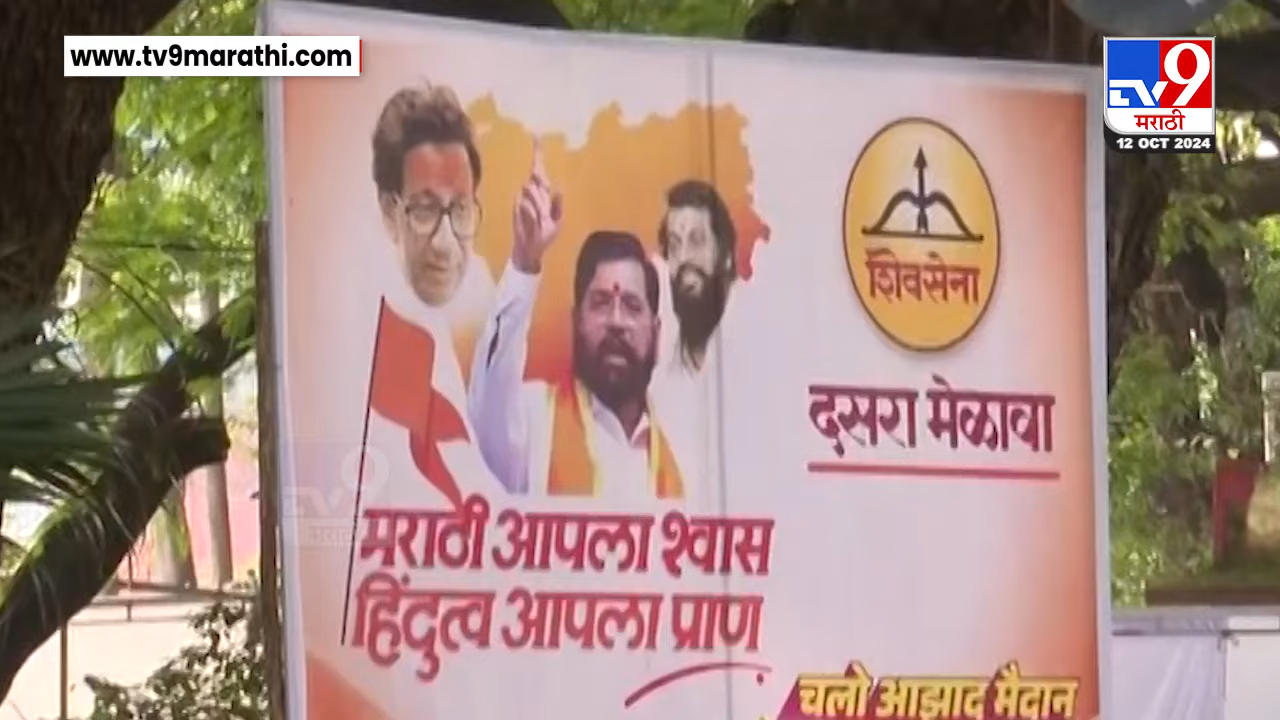 www.tv9marathi.com
TV9
मराठी
12 OCT 2024
शिवसेना
दसरा मेळावा
मराठी आपला श्वास
हिंदुत्व आपला प्राण
चलो आझाद मैदान